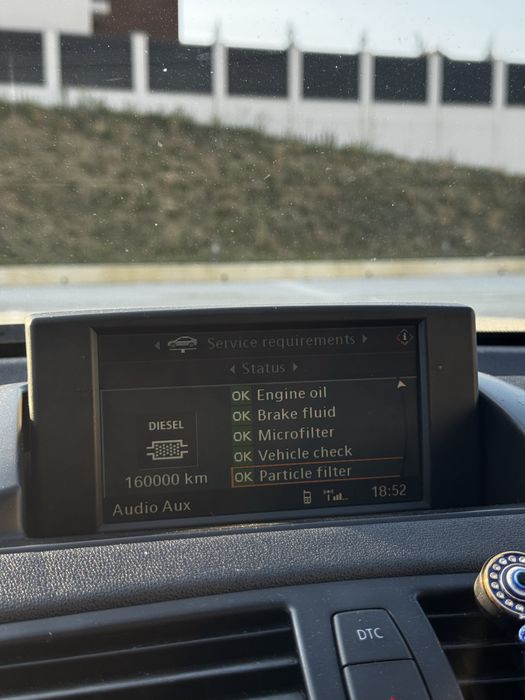 Service requirements
Status
OK Engine oil
OK Brake fluid
OK Microfilter
OK Vehicle check
OK Particle filter
DIESEL
160000 km
Audio Aux
18:52
DTC